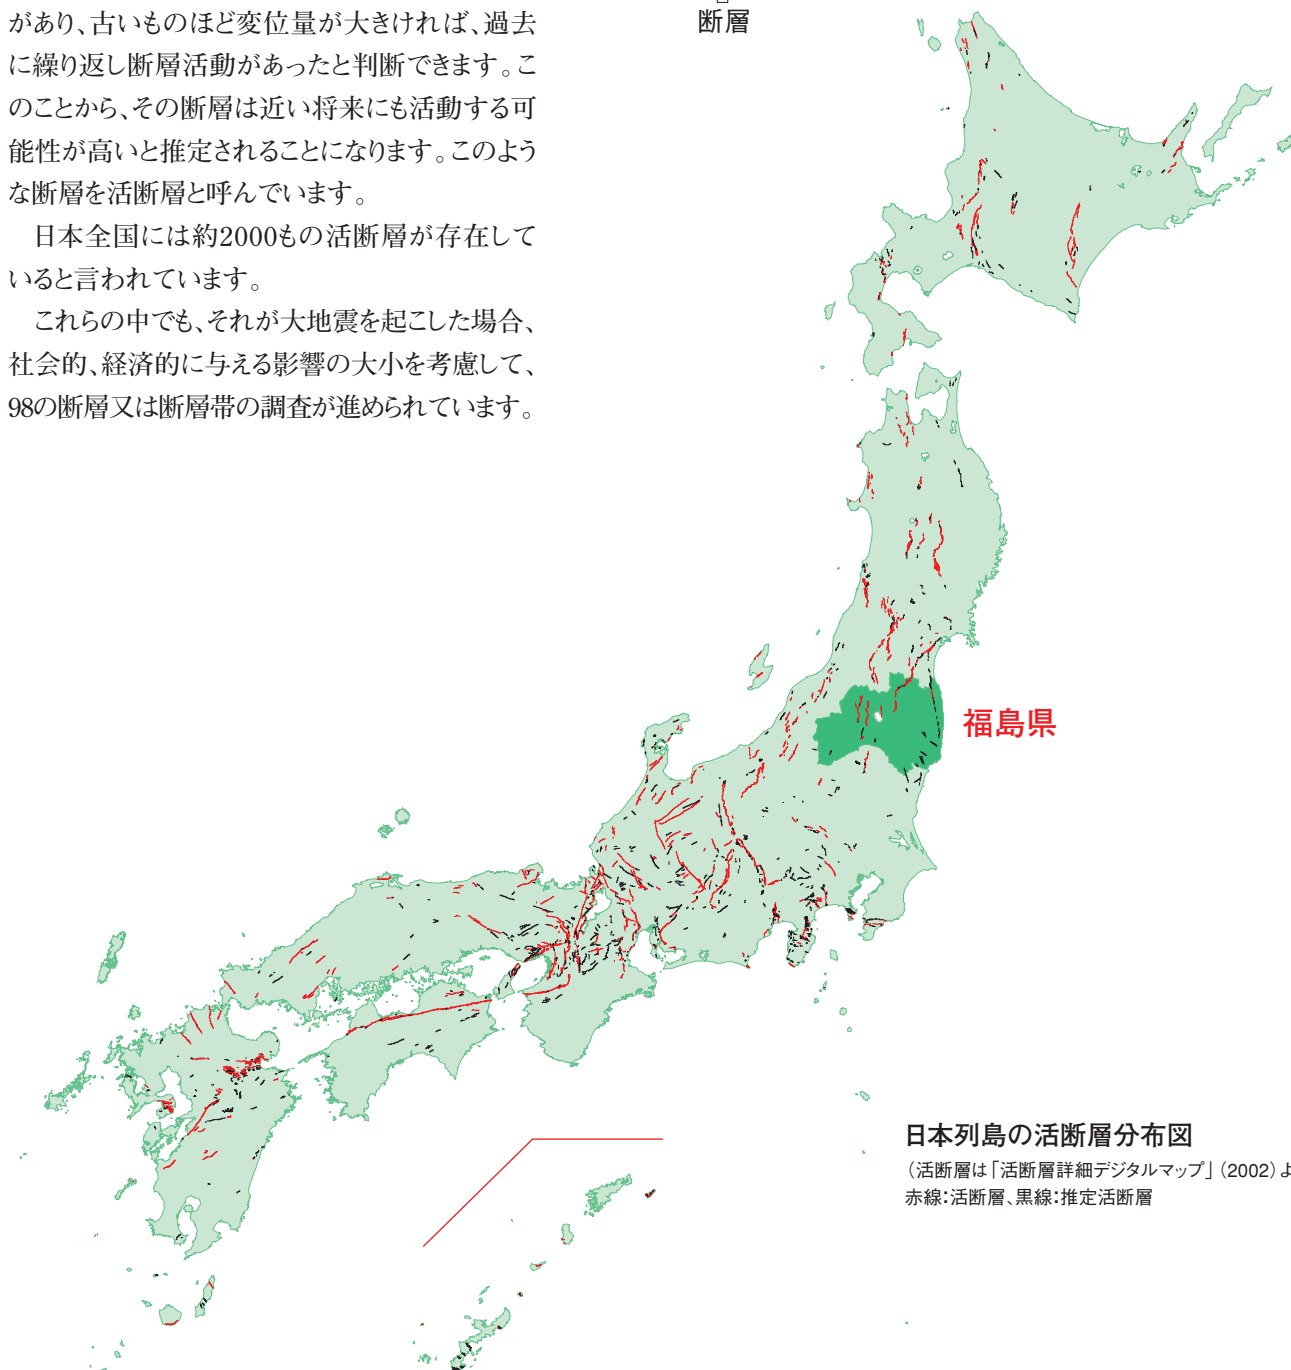 があり、古いものほど変位量が大きければ、過去
に繰り返し断層活動があったと判断できます。こ
のことから、その断層は近い将来にも活動する可
能性が高いと推定されることになります。このよう
な断層を活断層と呼んでいます。
日本全国には約2000もの活断層が存在して
いると言われています。
これらの中でも、それが大地震を起こした場合、
社会的、経済的に与える影響の大小を考慮して、
98の断層又は断層帯の調査が進められています。
断層
福島県
日本列島の活断層分布図
（活断層は「活断層詳細デジタルマップ」（2002）よ
赤線：活断層、黒線：推定活断層